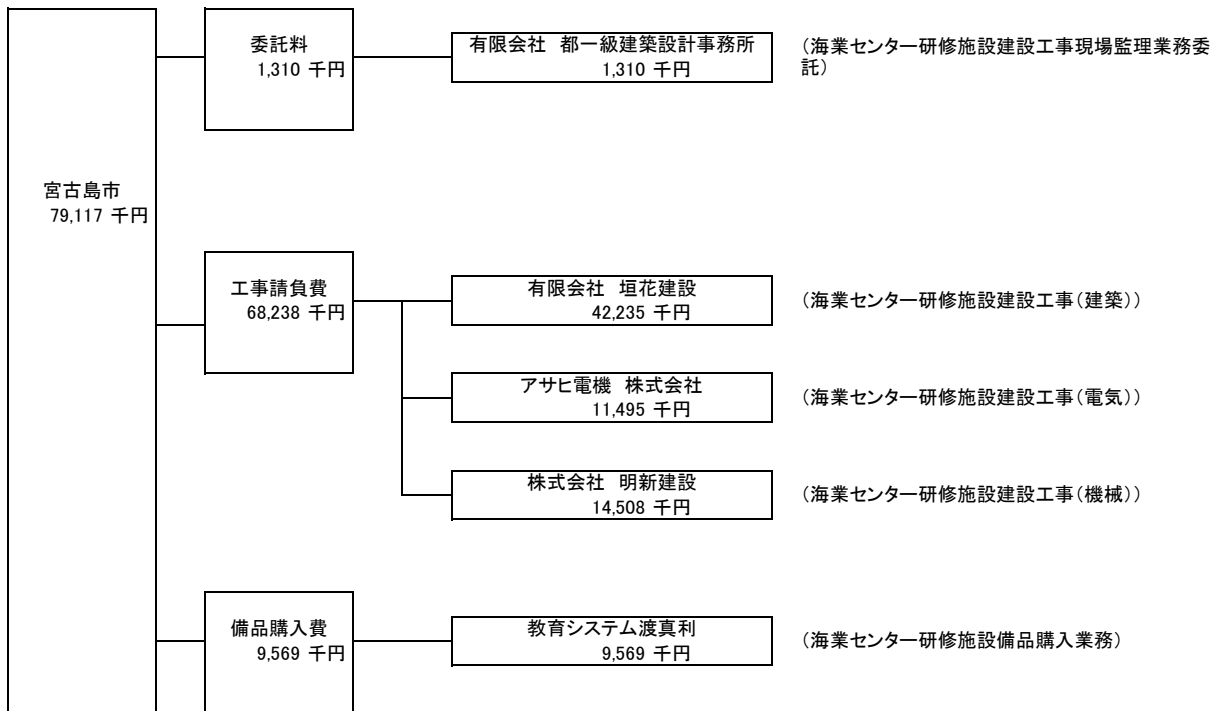 宮古島市
79,117 千円
委託料
1,310 千円
有限会社 都一級建築設計事務所
1,310 千円
(海業センター研修施設建設工事現場監理業務委
託)
工事請負費
68,238 千円
有限会社 垣花建設
42,235 千円
(海業センター研修施設建設工事(建築))
アサヒ電機 株式会社
11,495 千円
(海業センター研修施設建設工事(電気))
株式会社 明新建設
14,508 千円
(海業センター研修施設建設工事(機械))
備品購入費
9,569 千円
教育システム渡真利
9,569 千円
(海業センター研修施設備品購入業務)